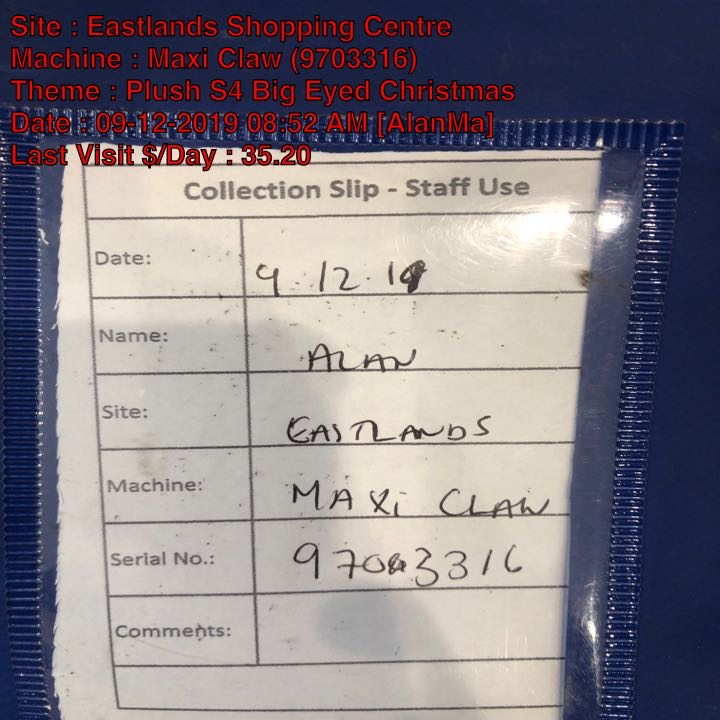 Site : Eastlands Shopping Centre
Machine : Maxi Claw (9703316)
Theme : Plush S4 Big Eyed Christmas
Date : 09-12-2019 08:52 AM [AlanMa]
Last Visit $/Day : 35.20
Collection Slip - Staff Use
Date: 9.12.19
Name: ALAN
Site: EASTLANDS
Machine: MAXi CLAW
Serial No.: 9703316
Comments: